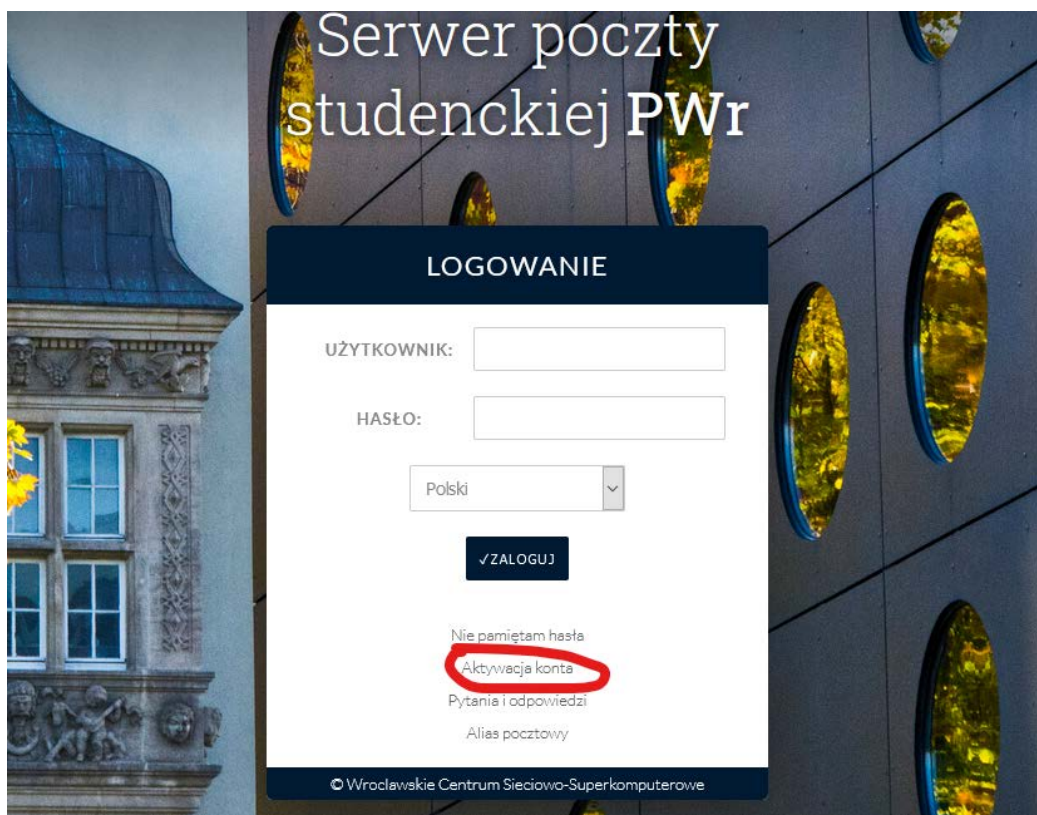 Serwer poczty
studenckiej PWr
LOGOWANIE
UŻYTKOWNIK:
HASŁO:
Polski
✓ZALOGUJ
Nie pamiętam hasła
Aktywacja konta
Pytania i odpowiedzi
Alias pocztowy
© Wrocławskie Centrum Sieciowo-Superkomputerowe